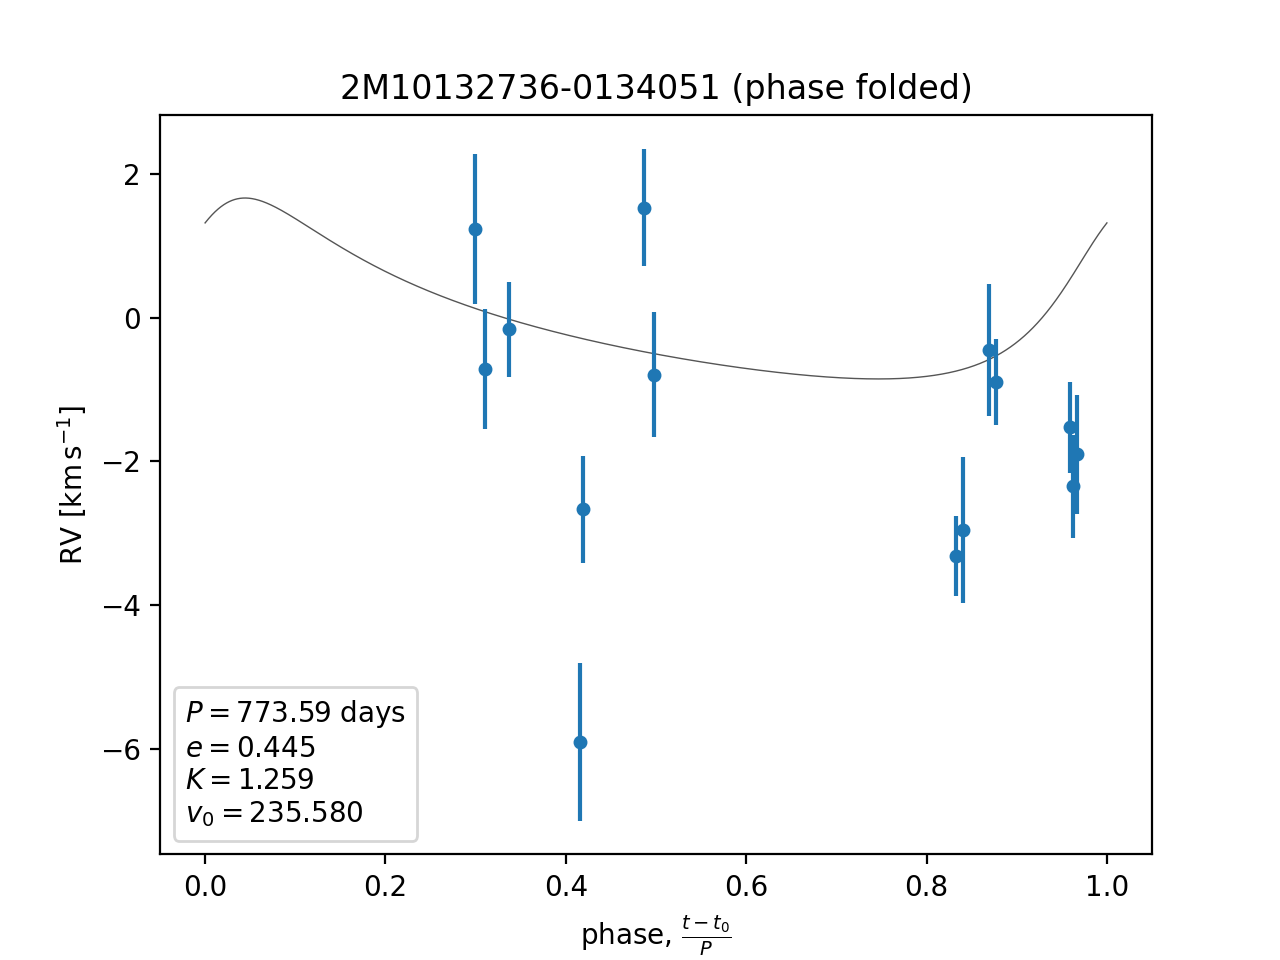 2M10132736-0134051 (phase folded)
2
0
−2
−4
−6
RV [km s⁻¹]
P = 773.59 days
e = 0.445
K = 1.259
v₀ = 235.580
0.0 0.2 0.4 0.6 0.8 1.0
phase, (t − t₀)/P